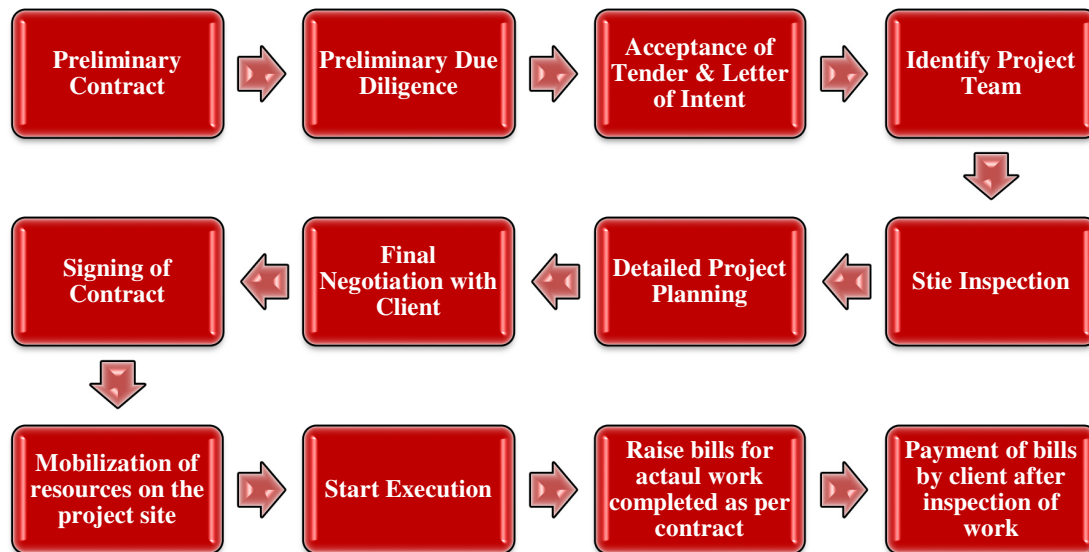 Preliminary
Contract
Preliminary Due
Diligence
Acceptance of
Tender & Letter
of Intent
Identify Project
Team
Stie Inspection
Detailed Project
Planning
Final
Negotiation with
Client
Signing of
Contract
Mobilization of
resources on the
project site
Start Execution
Raise bills for
actaul work
completed as per
contract
Payment of bills
by client after
inspection of
work